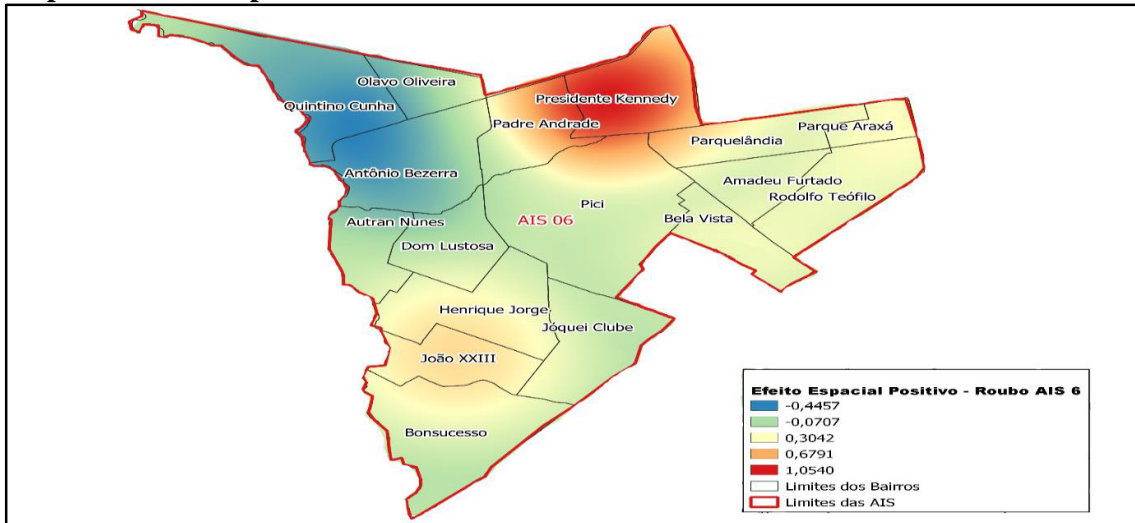 Olavo Oliveira
Quintino Cunha
Presidente Kennedy
Padre Andrade
Parque Araxá
Parquelândia
Antônio Bezerra
Amadeu Furtado
Rodolfo Teófilo
Pici
AIS 06
Bela Vista
Autran Nunes
Dom Lustosa
Henrique Jorge
Jóquei Clube
João XXIII
Bonsucesso
Efeito Espacial Positivo - Roubo AIS 6
-0,4457
-0,0707
0,3042
0,6791
1,0540
Limites dos Bairros
Limites das AIS